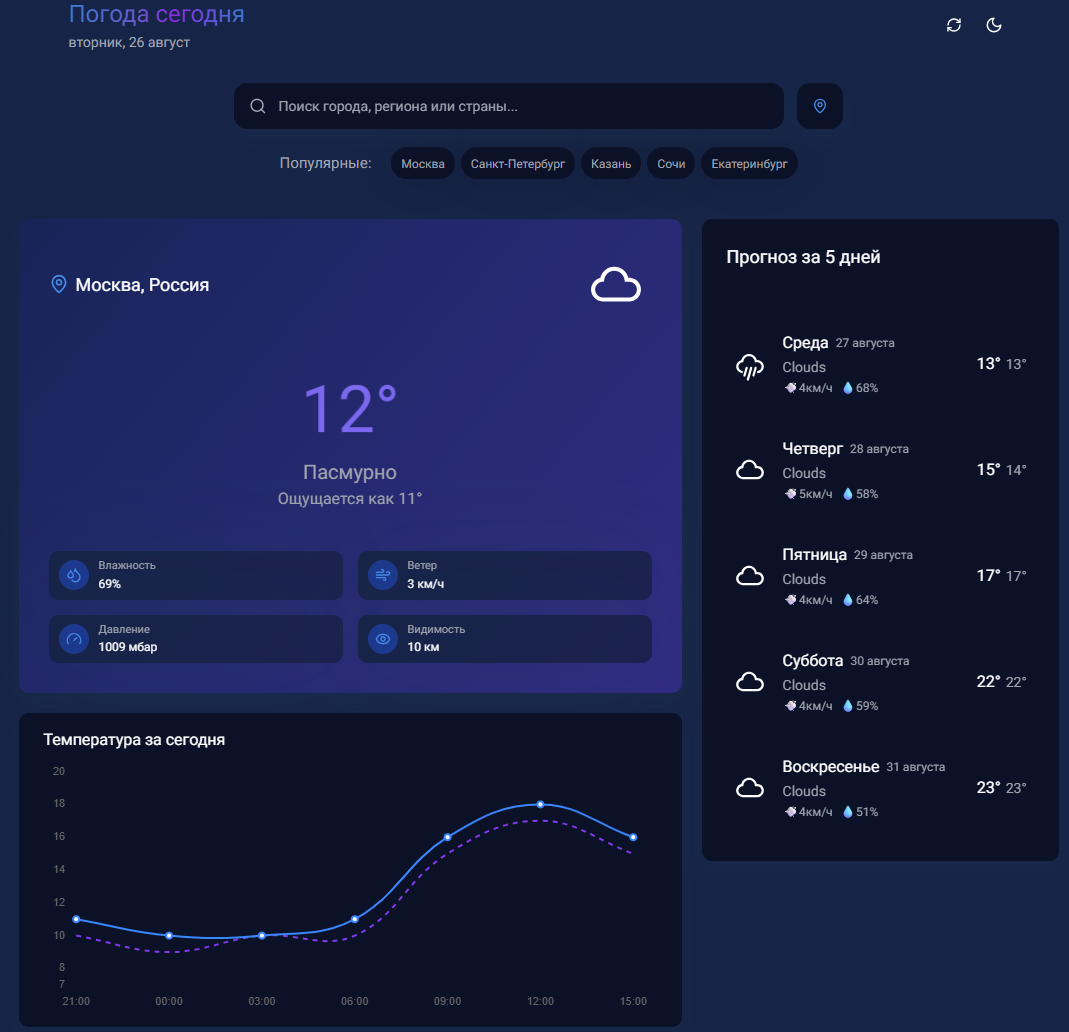 Погода сегодня
вторник, 26 август
Поиск города, региона или страны...
Популярные: Москва Санкт-Петербург Казань Сочи Екатеринбург
Москва, Россия
12°
Пасмурно
Ощущается как 11°
Влажность
69%
Ветер
3 км/ч
Давление
1009 мбар
Видимость
10 км
Температура за сегодня
20
18
16
14
12
10
8
7
21:00 00:00 03:00 06:00 09:00 12:00 15:00
Прогноз за 5 дней
Среда 27 августа
Clouds
4км/ч 68%
13° 13°
Четверг 28 августа
Clouds
5км/ч 58%
15° 14°
Пятница 29 августа
Clouds
4км/ч 64%
17° 17°
Суббота 30 августа
Clouds
4км/ч 59%
22° 22°
Воскресенье 31 августа
Clouds
4км/ч 51%
23° 23°